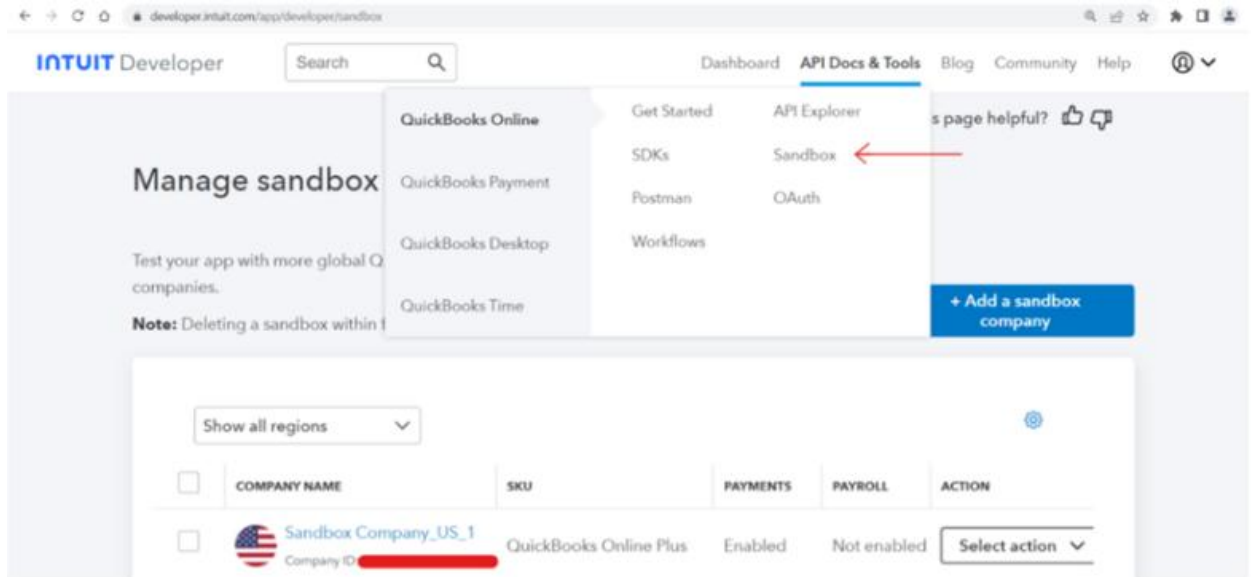 developer.intuit.com/app/developer/sandbox
INTUIT Developer
Search
Dashboard API Docs & Tools Blog Community Help
QuickBooks Online
QuickBooks Payment
QuickBooks Desktop
QuickBooks Time
Get Started
SDKs
Postman
Workflows
API Explorer
Sandbox
OAuth
s page helpful?
Manage sandbox
Test your app with more global Q
companies.
Note: Deleting a sandbox within
+ Add a sandbox
company
Show all regions
COMPANY NAME SKU PAYMENTS PAYROLL ACTION
Sandbox Company_US_1
Company ID
QuickBooks Online Plus Enabled Not enabled Select action